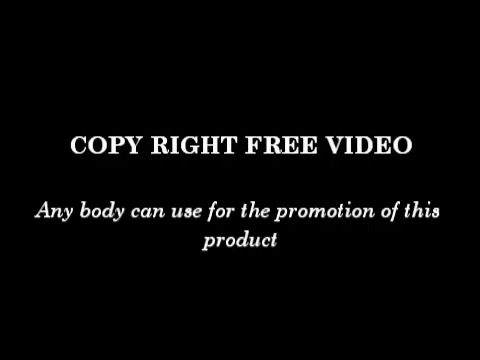 COPY RIGHT FREE VIDEO
Any body can use for the promotion of this
product